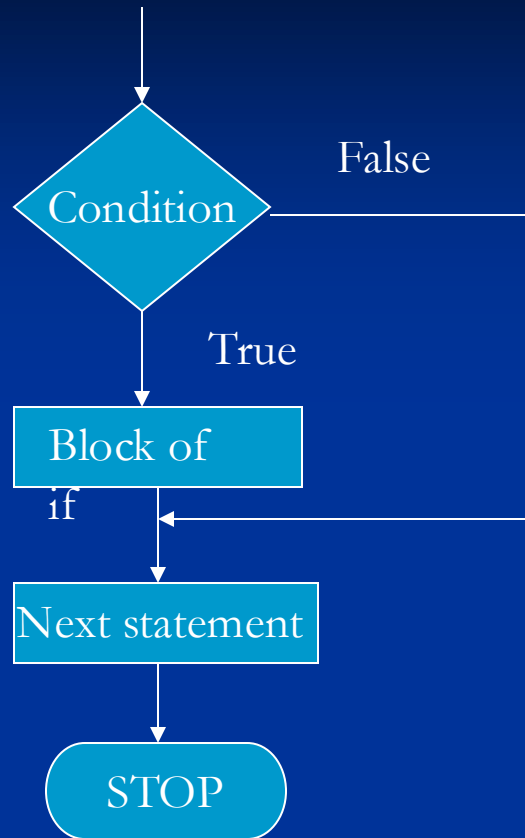 False
Condition
True
Block of
if
Next statement
STOP